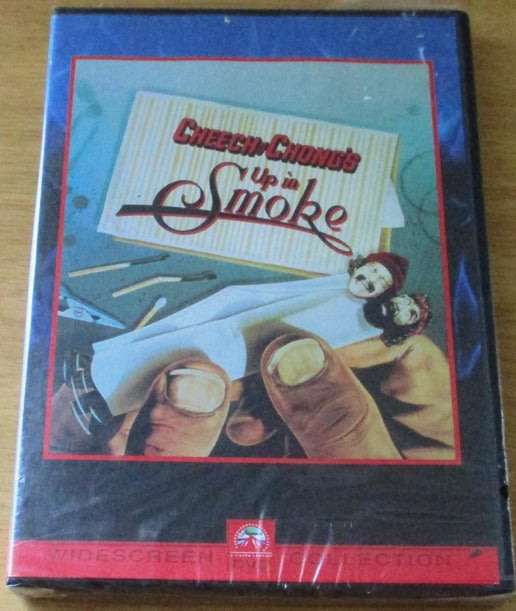 CHEECH & CHONG'S
Up in
Smoke
WIDESCREEN COLLECTION